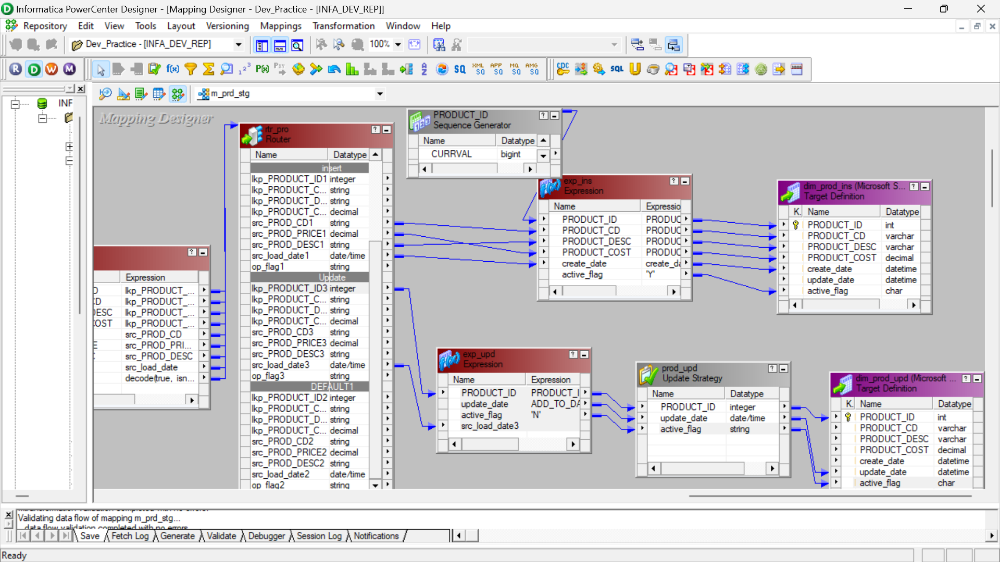 Informatica PowerCenter Designer - [Mapping Designer - Dev_Practice - [INFA_DEV_REP]]
Repository Edit View Tools Layout Versioning Mappings Transformation Window Help
Dev_Practice - [INFA_DEV_REP]
100%
R D W M
f(x)
P(x)
SQ
XML SQ
APP SQ
MQ SQ
AMG SQ
CDC
SQL
m_prd_stg
INF
Mapping Designer
Expression
D lkp_PRODUCT_...
CD lkp_PRODUCT_...
DESC lkp_PRODUCT_...
OST lkp_PRODUCT_...
src_PROD_CD
E src_PROD_PRI...
src_PROD_DESC
src_load_date
decode(true, isn...
rtr_pro
Router
Name Datatype
insert
lkp_PRODUCT_ID1 integer
lkp_PRODUCT_C... string
lkp_PRODUCT_D... string
lkp_PRODUCT_C... decimal
src_PROD_CD1 string
src_PROD_PRICE1 decimal
src_PROD_DESC1 string
src_load_date1 date/time
op_flag1 string
Update
lkp_PRODUCT_ID3 integer
lkp_PRODUCT_C... string
lkp_PRODUCT_D... string
lkp_PRODUCT_C... decimal
src_PROD_CD3 string
src_PROD_PRICE3 decimal
src_PROD_DESC3 string
src_load_date3 date/time
op_flag3 string
DEFAULT1
lkp_PRODUCT_ID2 integer
lkp_PRODUCT_C... string
lkp_PRODUCT_D... string
lkp_PRODUCT_C... decimal
src_PROD_CD2 string
src_PROD_PRICE2 decimal
src_PROD_DESC2 string
src_load_date2 date/time
op_flag2 string
PRODUCT_ID
Sequence Generator
Name Datatype
CURRVAL bigint
exp_ins
Expression
Name Expressio
PRODUCT_ID PRODUC
PRODUCT_CD PRODUC
PRODUCT_DESC PRODUC
PRODUCT_COST PRODUC
create_date create_da
active_flag 'Y'
dim_prod_ins (Microsoft S...
Target Definition
K. Name Datatype
PRODUCT_ID int
PRODUCT_CD varchar
PRODUCT_DESC varchar
PRODUCT_COST decimal
create_date datetime
update_date datetime
active_flag char
exp_upd
Expression
Name Expression
PRODUCT_ID PRODUCT_I
update_date ADD_TO_DA
active_flag 'N'
src_load_date3
prod_upd
Update Strategy
Name Datatype
PRODUCT_ID integer
update_date date/time
active_flag string
dim_prod_upd (Microsoft ...
Target Definition
K. Name Datatype
PRODUCT_ID int
PRODUCT_CD varchar
PRODUCT_DESC varchar
PRODUCT_COST decimal
create_date datetime
update_date datetime
active_flag char
Validating data flow of mapping m_prd_stg...
...data flow validation completed with no errors.
Save Fetch Log Generate Validate Debugger Session Log Notifications
Ready